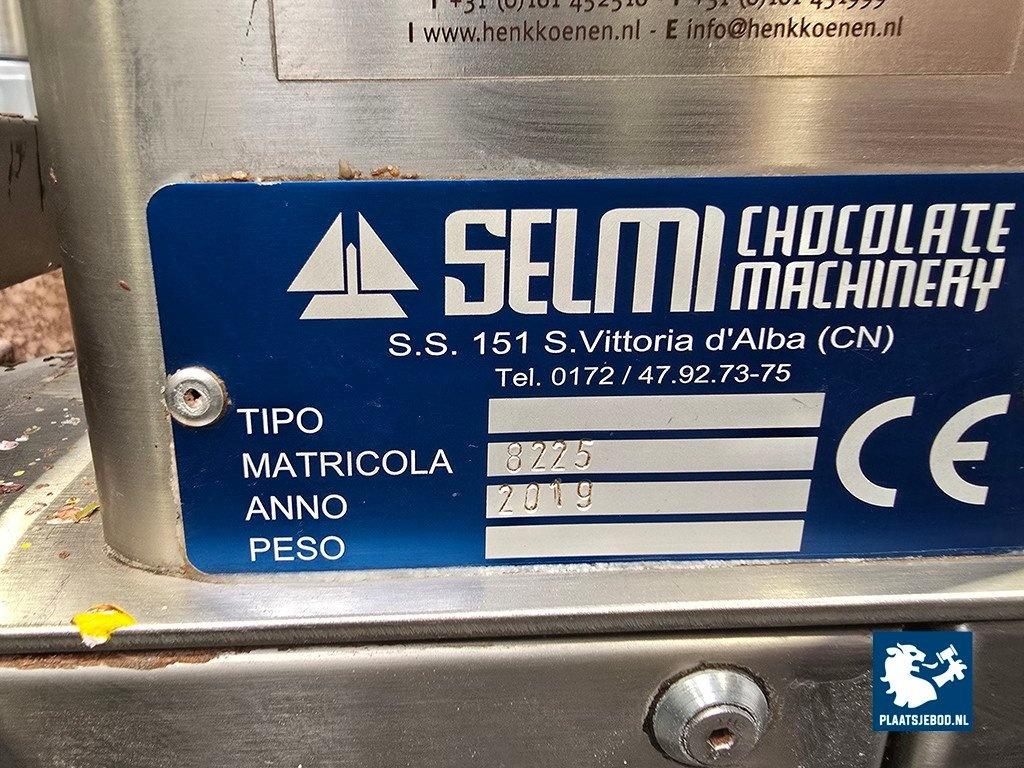 I www.henkkoenen.nl - E info@henkkoenen.nl
SELMI CHOCOLATE MACHINERY
S.S. 151 S.Vittoria d'Alba (CN)
Tel. 0172 / 47.92.73-75
TIPO
MATRICOLA 8225
ANNO 2019
PESO
CE
PLAATSJEBOD.NL